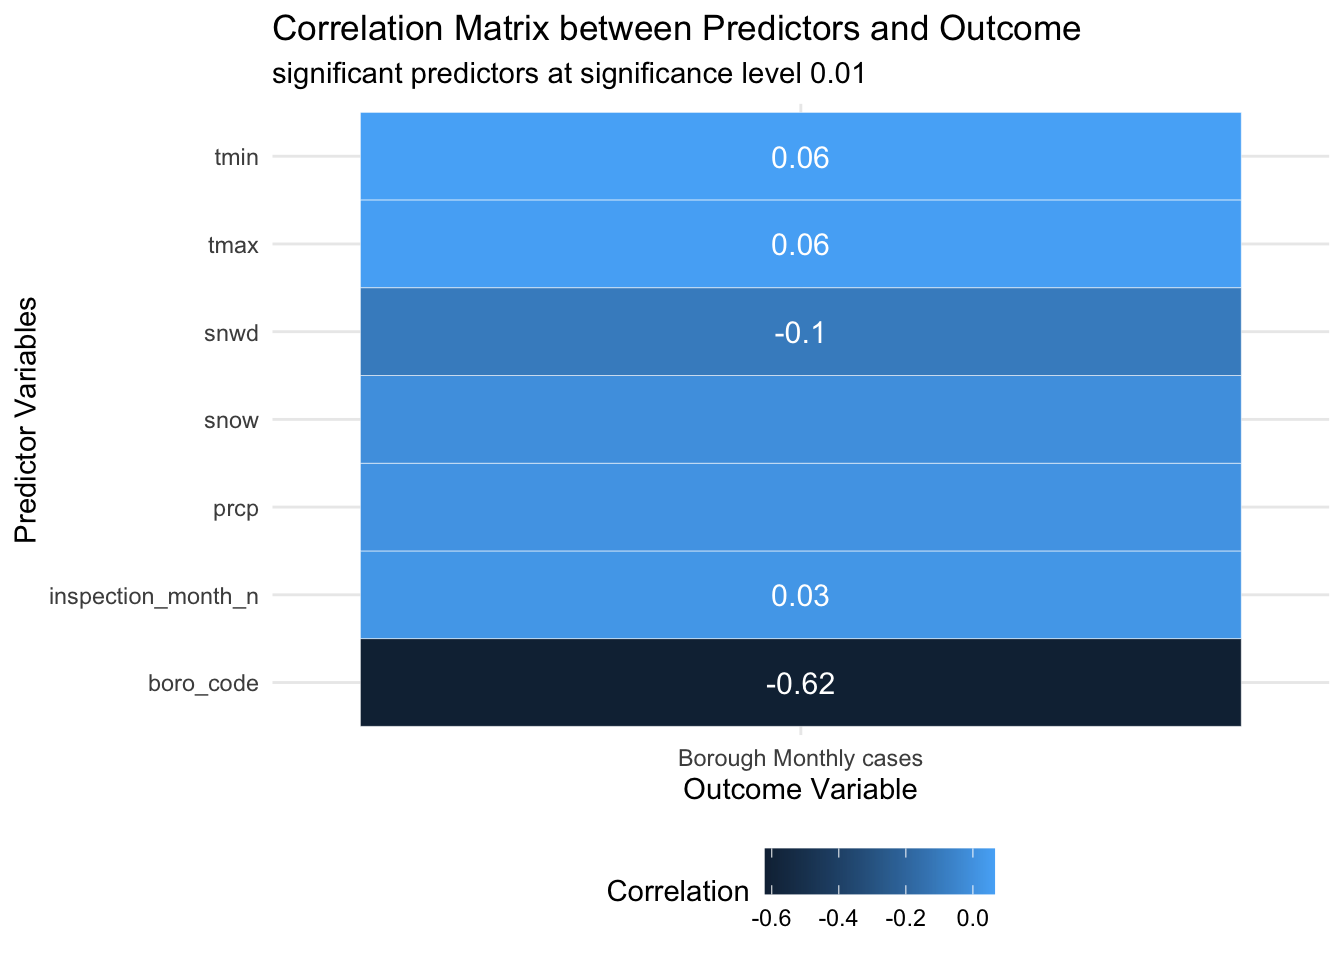 Correlation Matrix between Predictors and Outcome
significant predictors at significance level 0.01
Predictor Variables
tmin
0.06
tmax
0.06
snwd
-0.1
snow
prcp
inspection_month_n
0.03
boro_code
-0.62
Borough Monthly cases
Outcome Variable
Correlation
-0.6 -0.4 -0.2 0.0